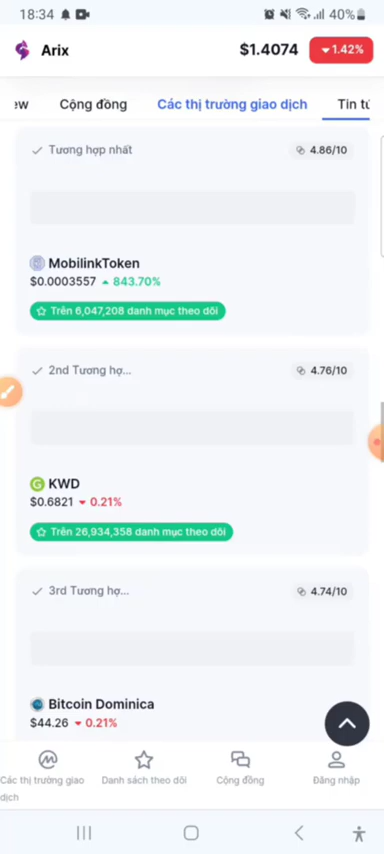 18:34
40%
Arix
$1.4074
1.42%
ew
Cộng đồng
Các thị trường giao dịch
Tin tứ
Tương hợp nhất
4.86/10
MobilinkToken
$0.0003557
843.70%
Trên 6,047,208 danh mục theo dõi
2nd Tương hợ...
4.76/10
KWD
$0.6821
0.21%
Trên 26,934,358 danh mục theo dõi
3rd Tương hợ...
4.74/10
Bitcoin Dominica
$44.26
0.21%
Các thị trường giao
dịch
Danh sách theo dõi
Cộng đồng
Đăng nhập